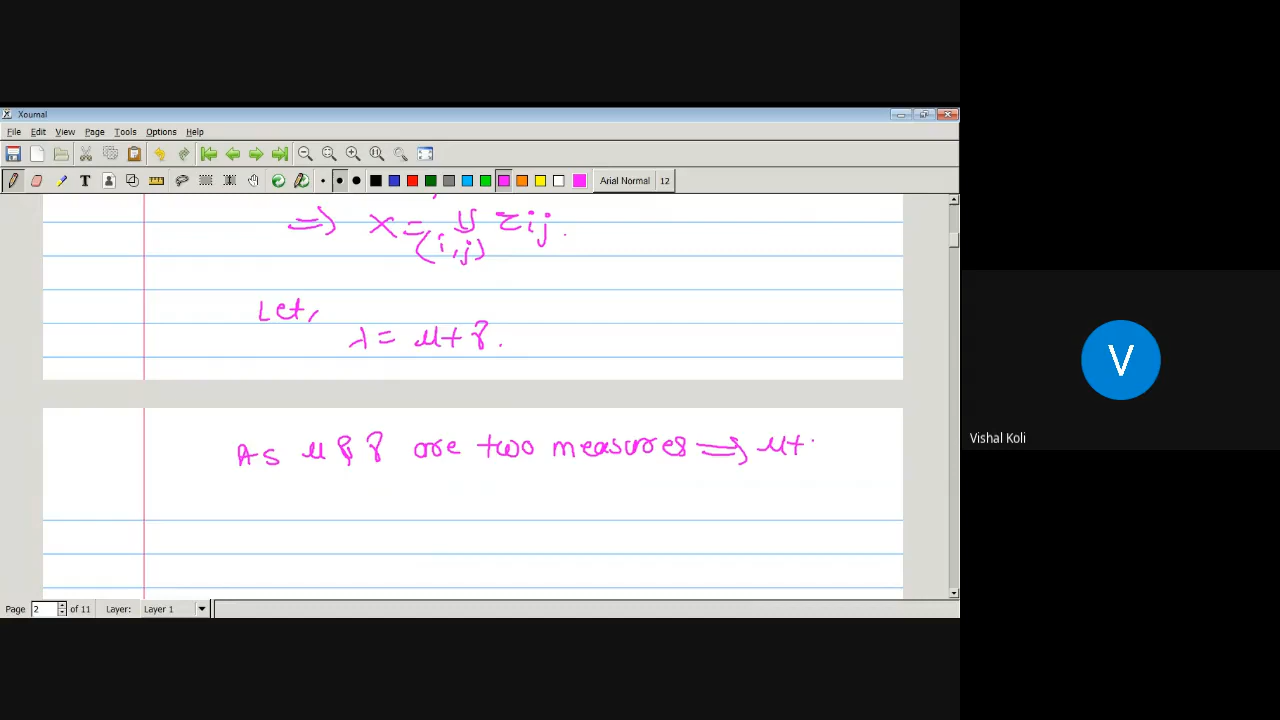 Xournal
File Edit View Page Tools Options Help
T Arial Normal 12
⇒ X = ∪ Σij.
(i,j)
Let,
λ = μ + γ.
As μ & γ are two measures ⇒ μ+
V
Vishal Koli
Page 2 of 11 Layer: Layer 1